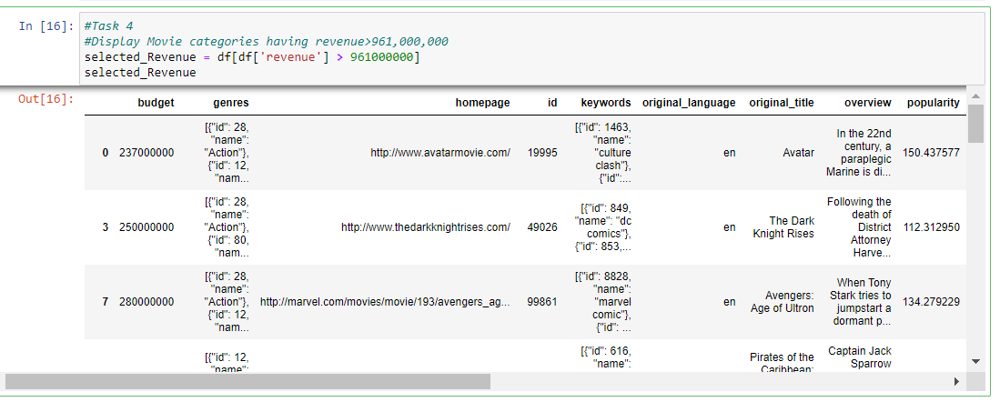 In [16]: #Task 4
#Display Movie categories having revenue>961,000,000
selected_Revenue = df[df['revenue'] > 961000000]
selected_Revenue
Out[16]:
budget genres homepage id keywords original_language original_title overview popularity
[{"id": 28, [{"id": 1463, In the 22nd
"name": "name": century, a
0 237000000 "Action"}, http://www.avatarmovie.com/ 19995 "culture en Avatar paraplegic 150.437577
{"id": 12, clash"}, Marine is di...
"nam... {"id":...
[{"id": 28, Following the
"name": [{"id": 849, death of
3 250000000 "Action"}, http://www.thedarkknightrises.com/ 49026 "name": "dc en The Dark District 112.312950
{"id": 80, comics"}, Knight Rises Attorney
"nam... {"id": 853,... Harve...
[{"id": 28, [{"id": 8828, When Tony
"name": "name": Stark tries to
7 280000000 "Action"}, http://marvel.com/movies/movie/193/avengers_ag... 99861 "marvel en Avengers: jumpstart a 134.279229
{"id": 12, comic"}, Age of Ultron dormant p...
"nam... {"id": ...
[{"id": 12, [{"id": 616, Pirates of the Captain Jack
"name": "name": Caribbean: Sparrow